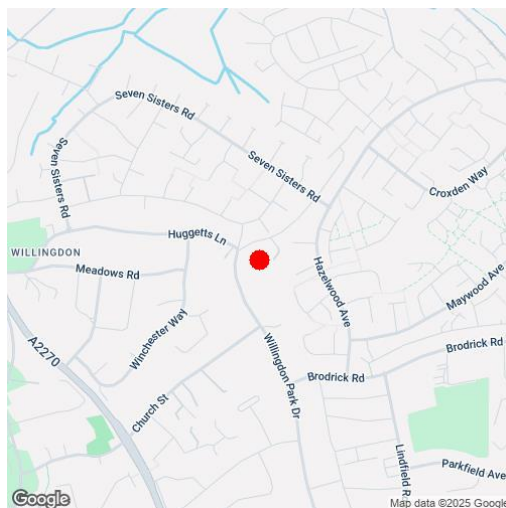 Seven Sisters Rd
Seven Sisters Rd
Seven Sisters Rd
Croxden Way
Huggetts Ln
WILLINGDON
Meadows Rd
Hazelwood Ave
Maywood Ave
Winchester Way
A2270
Willingdon Park Dr
Brodrick Rd
Brodrick Rd
Church St
Lindfield R
Parkfield Ave
Google
Map data ©2025 Google